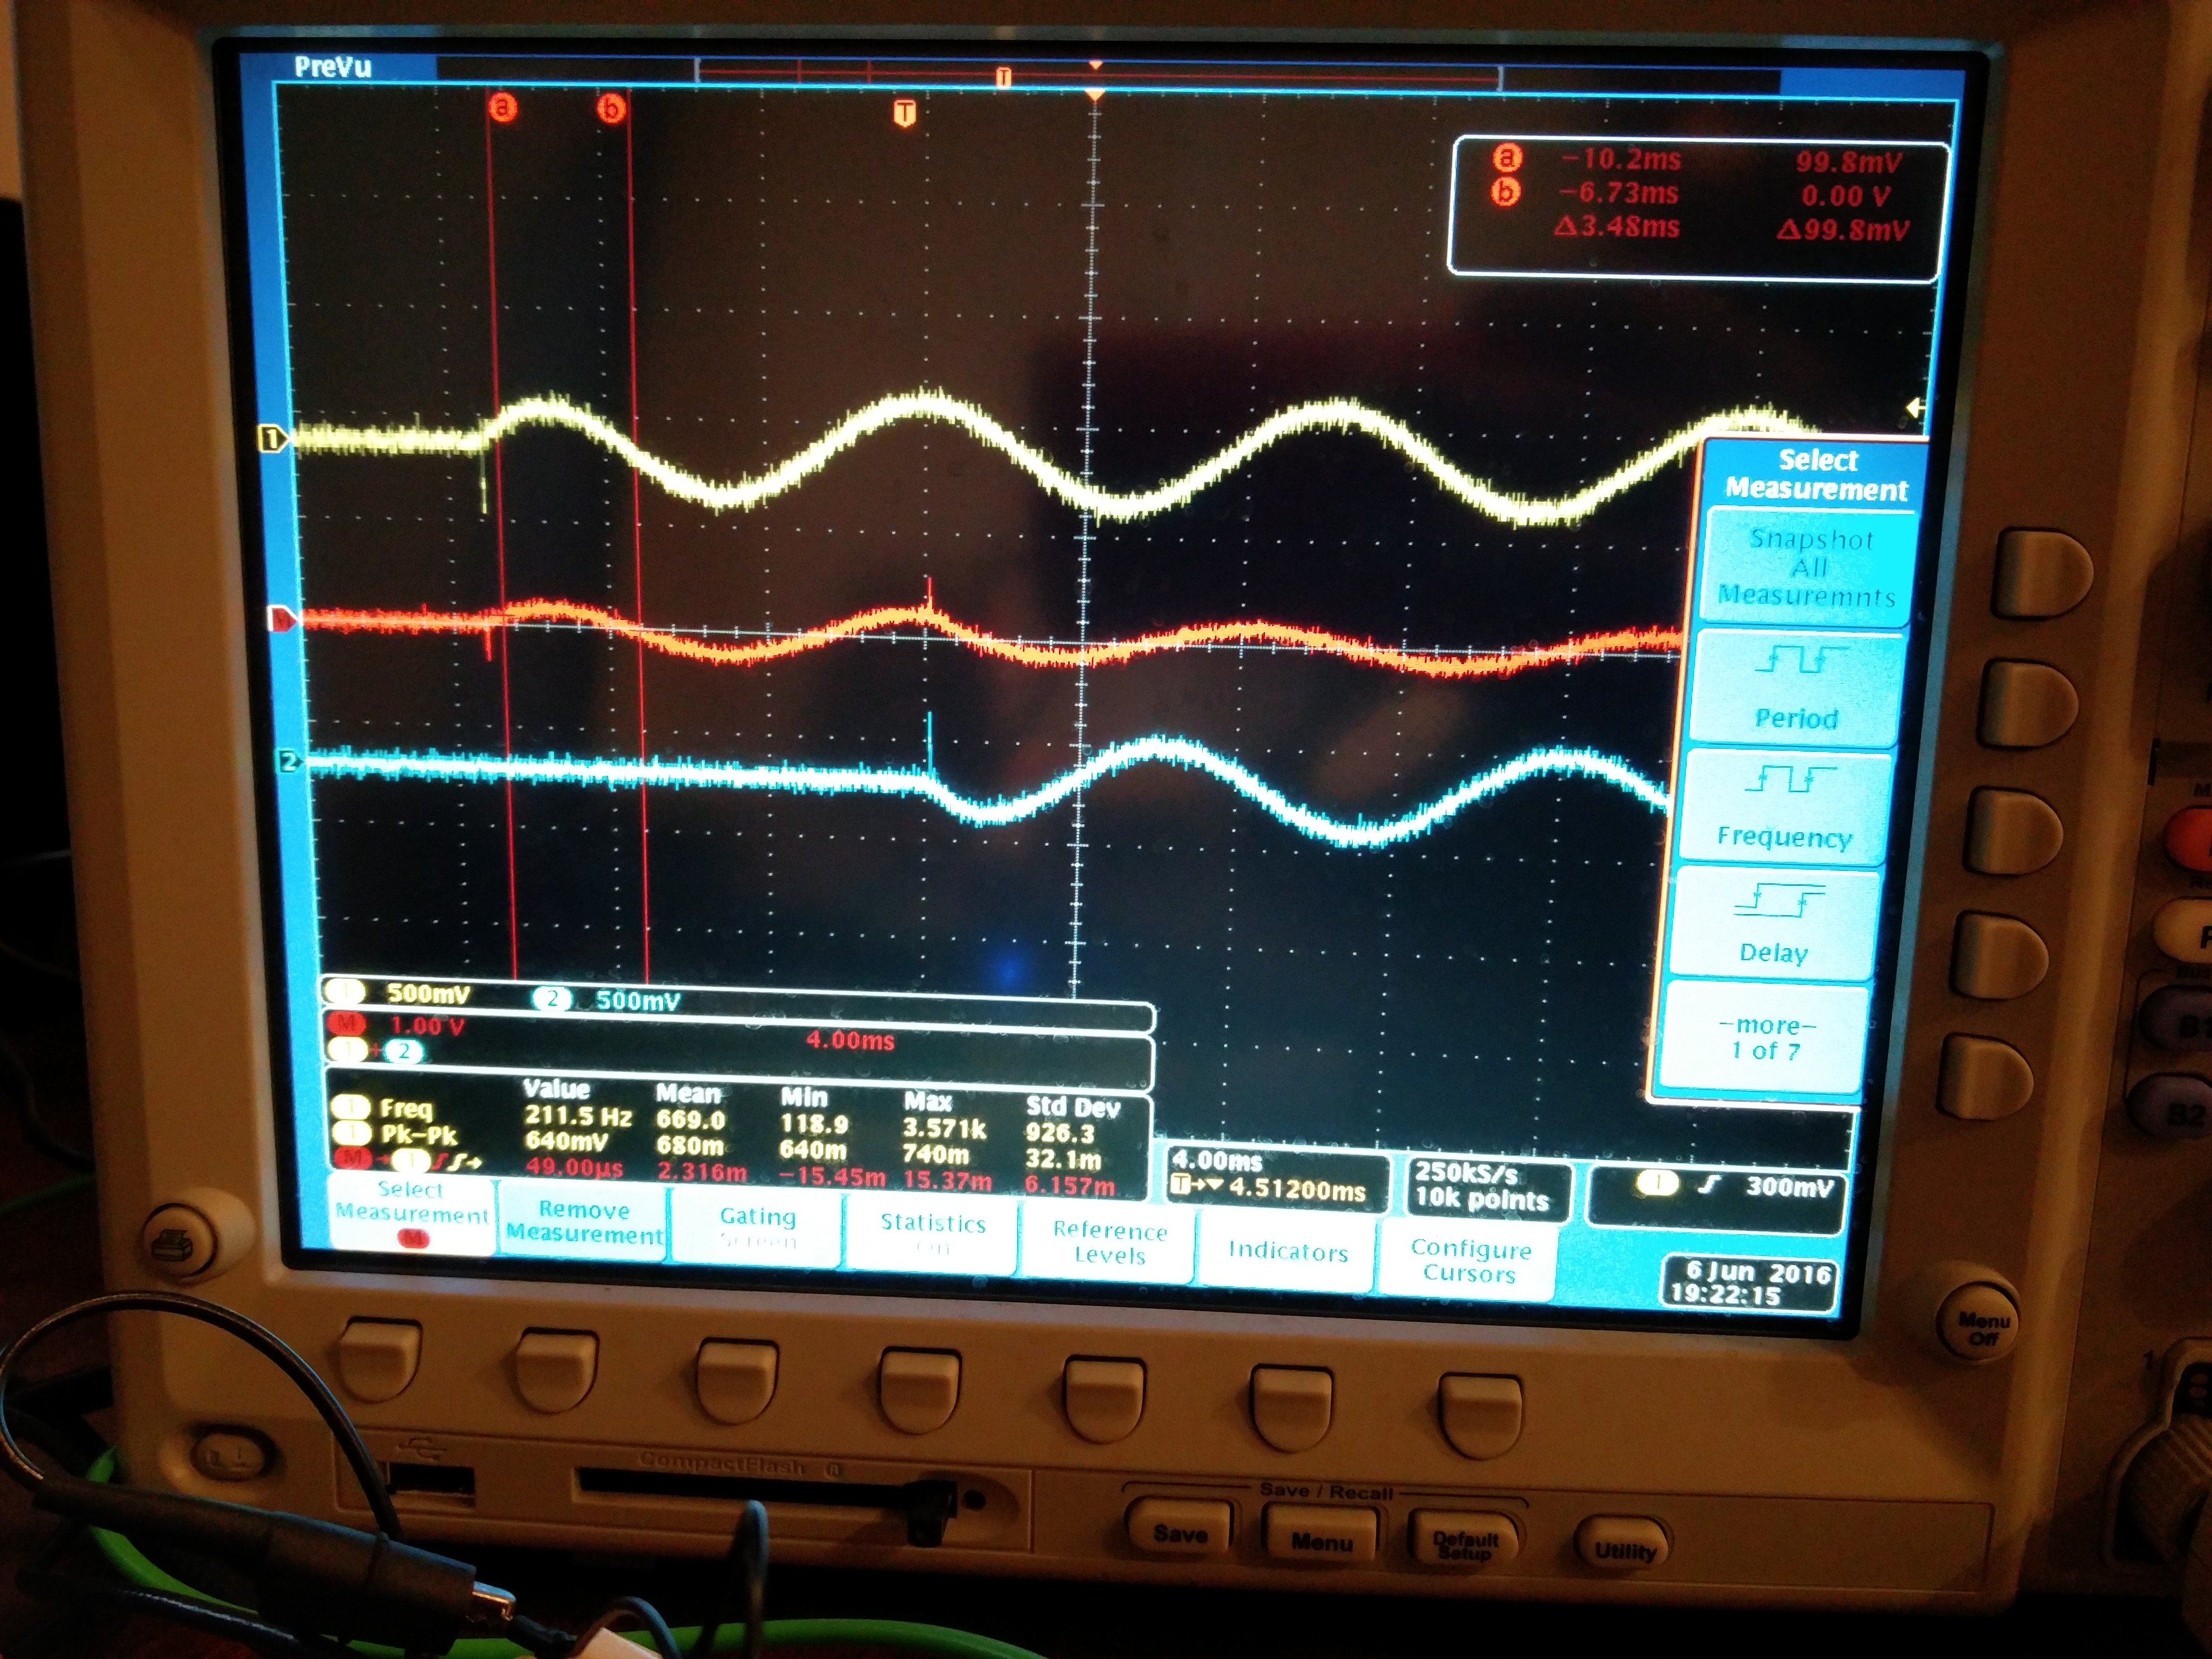 PreVu
T
a b T
a -10.2ms 99.8mV
b -6.73ms 0.00 V
Δ3.48ms Δ99.8mV
1
M
2
Select
Measurement
Snapshot
All
Measuremnts
Period
Frequency
Delay
-more-
1 of 7
1 500mV 2 500mV
M 1.00 V 4.00ms
1+2
Value Mean Min Max Std Dev
1 Freq 211.5 Hz 669.0 118.9 3.571k 926.3
1 Pk-Pk 640mV 680m 640m 740m 32.1m
M→1 49.00µs 2.316m -15.45m 15.37m 6.157m
4.00ms
T→▼ 4.51200ms
250kS/s
10k points
1 300mV
Select
Measurement
M
Remove
Measurement
Gating
Screen
Statistics
On
Reference
Levels
Indicators
Configure
Cursors
6 Jun 2016
19:22:15
Menu
Off
B2
CompactFlash
Save / Recall
Save
Menu
Default
Setup
Utility
1